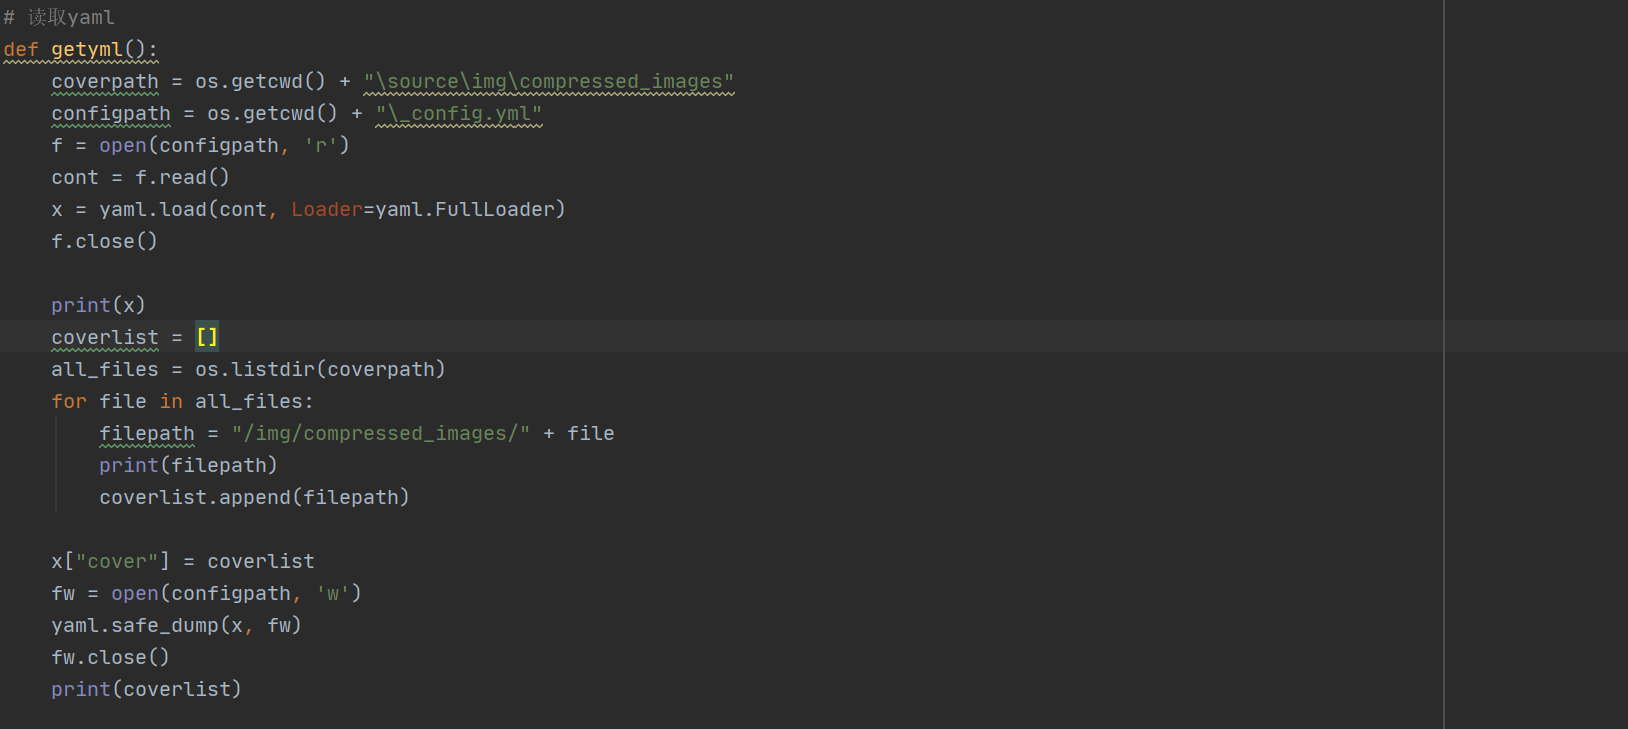 # 读取yaml
def getyml():
    coverpath = os.getcwd() + "\source\img\compressed_images"
    configpath = os.getcwd() + "\_config.yml"
    f = open(configpath, 'r')
    cont = f.read()
    x = yaml.load(cont, Loader=yaml.FullLoader)
    f.close()

    print(x)
    coverlist = []
    all_files = os.listdir(coverpath)
    for file in all_files:
        filepath = "/img/compressed_images/" + file
        print(filepath)
        coverlist.append(filepath)

    x["cover"] = coverlist
    fw = open(configpath, 'w')
    yaml.safe_dump(x, fw)
    fw.close()
    print(coverlist)